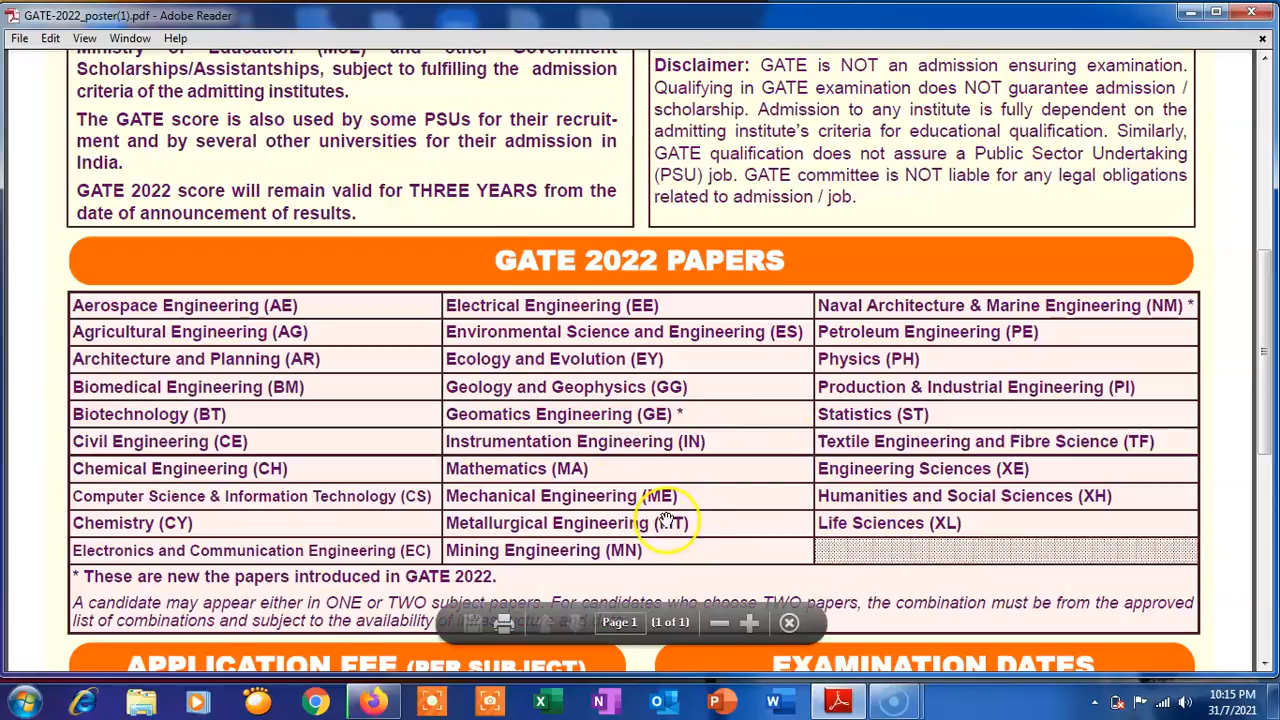 GATE-2022_poster(1).pdf - Adobe Reader
File Edit View Window Help
Ministry of Education (MoE) and other Government
Scholarships/Assistantships, subject to fulfilling the admission
criteria of the admitting institutes.
The GATE score is also used by some PSUs for their recruit-
ment and by several other universities for their admission in
India.
GATE 2022 score will remain valid for THREE YEARS from the
date of announcement of results.
Disclaimer: GATE is NOT an admission ensuring examination.
Qualifying in GATE examination does NOT guarantee admission /
scholarship. Admission to any institute is fully dependent on the
admitting institute's criteria for educational qualification. Similarly,
GATE qualification does not assure a Public Sector Undertaking
(PSU) job. GATE committee is NOT liable for any legal obligations
related to admission / job.
GATE 2022 PAPERS
Aerospace Engineering (AE) Electrical Engineering (EE) Naval Architecture & Marine Engineering (NM) *
Agricultural Engineering (AG) Environmental Science and Engineering (ES) Petroleum Engineering (PE)
Architecture and Planning (AR) Ecology and Evolution (EY) Physics (PH)
Biomedical Engineering (BM) Geology and Geophysics (GG) Production & Industrial Engineering (PI)
Biotechnology (BT) Geomatics Engineering (GE) * Statistics (ST)
Civil Engineering (CE) Instrumentation Engineering (IN) Textile Engineering and Fibre Science (TF)
Chemical Engineering (CH) Mathematics (MA) Engineering Sciences (XE)
Computer Science & Information Technology (CS) Mechanical Engineering (ME) Humanities and Social Sciences (XH)
Chemistry (CY) Metallurgical Engineering (MT) Life Sciences (XL)
Electronics and Communication Engineering (EC) Mining Engineering (MN)
* These are new the papers introduced in GATE 2022.
A candidate may appear either in ONE or TWO subject papers. For candidates who choose TWO papers, the combination must be from the approved
list of combinations and subject to the availability of
Page 1 (1 of 1)
APPLICATION FEE (PER SUBJECT) EXAMINATION DATES
10:15 PM
31/7/2021